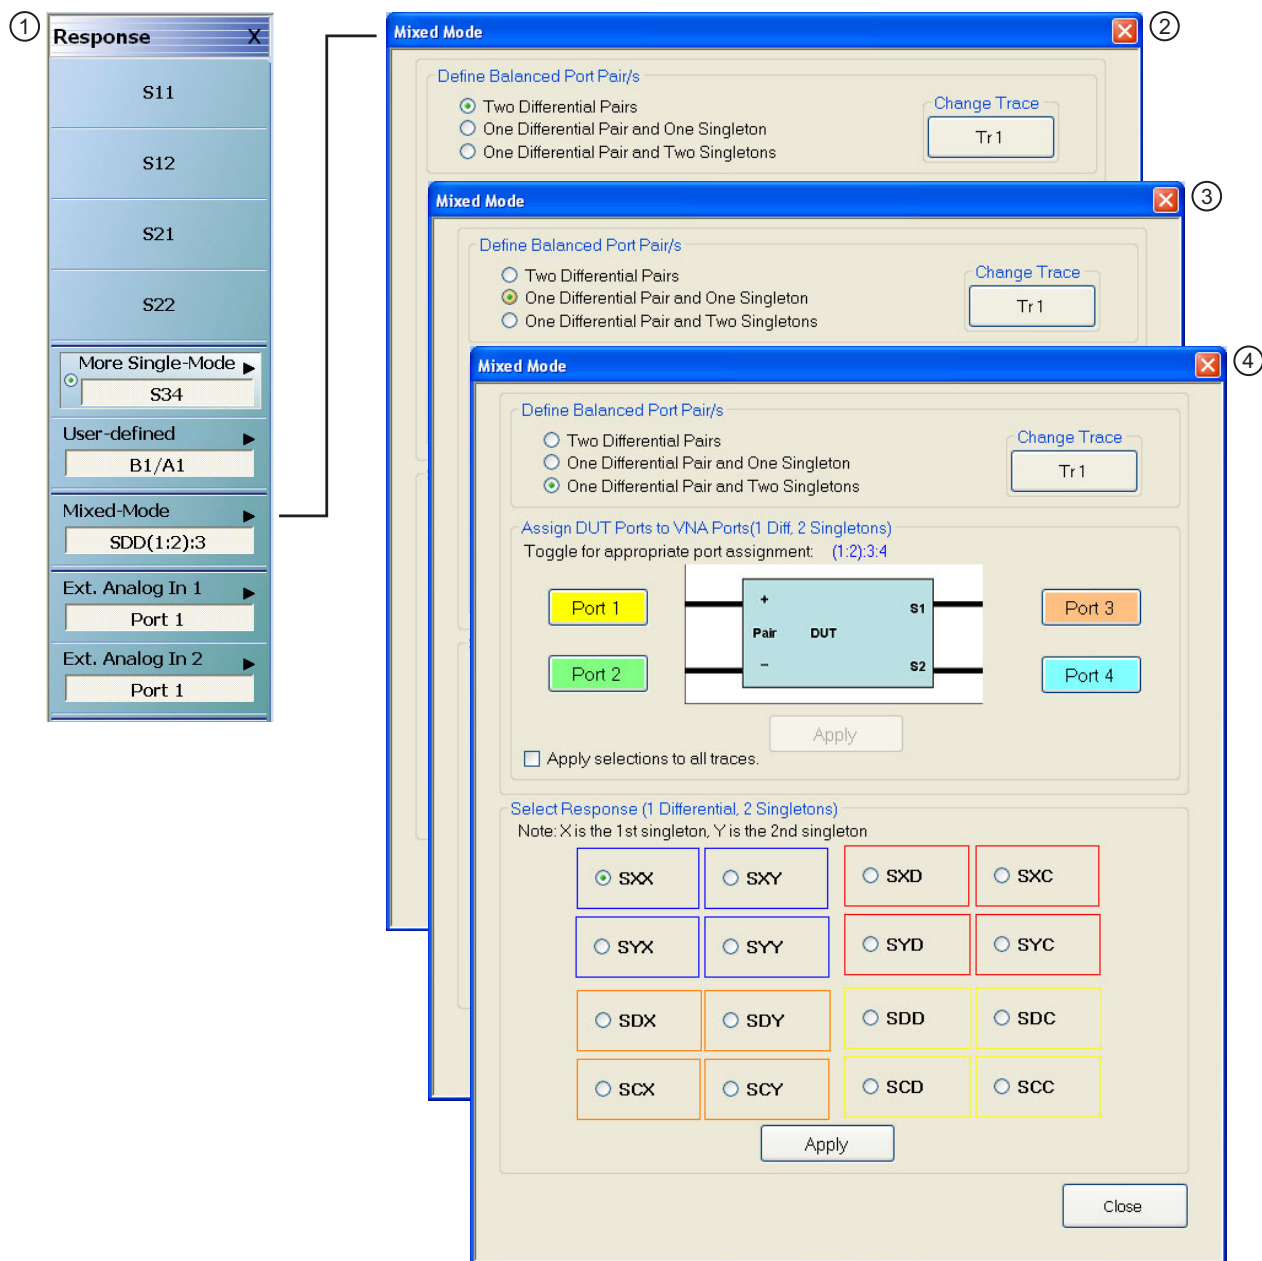 1
Response X
S11
S12
S21
S22
More Single-Mode
S34
User-defined
B1/A1
Mixed-Mode
SDD(1:2):3
Ext. Analog In 1
Port 1
Ext. Analog In 2
Port 1
Mixed Mode
2
Define Balanced Port Pair/s
Two Differential Pairs
One Differential Pair and One Singleton
One Differential Pair and Two Singletons
Change Trace
Tr1
Mixed Mode
3
Define Balanced Port Pair/s
Two Differential Pairs
One Differential Pair and One Singleton
One Differential Pair and Two Singletons
Change Trace
Tr1
Mixed Mode
4
Define Balanced Port Pair/s
Two Differential Pairs
One Differential Pair and One Singleton
One Differential Pair and Two Singletons
Change Trace
Tr1
Assign DUT Ports to VNA Ports(1 Diff, 2 Singletons)
Toggle for appropriate port assignment: (1:2):3:4
Port 1
Port 2
+
Pair DUT
−
S1
S2
Port 3
Port 4
Apply
Apply selections to all traces.
Select Response (1 Differential, 2 Singletons)
Note: X is the 1st singleton, Y is the 2nd singleton
SXX SXY SXD SXC
SYX SYY SYD SYC
SDX SDY SDD SDC
SCX SCY SCD SCC
Apply
Close